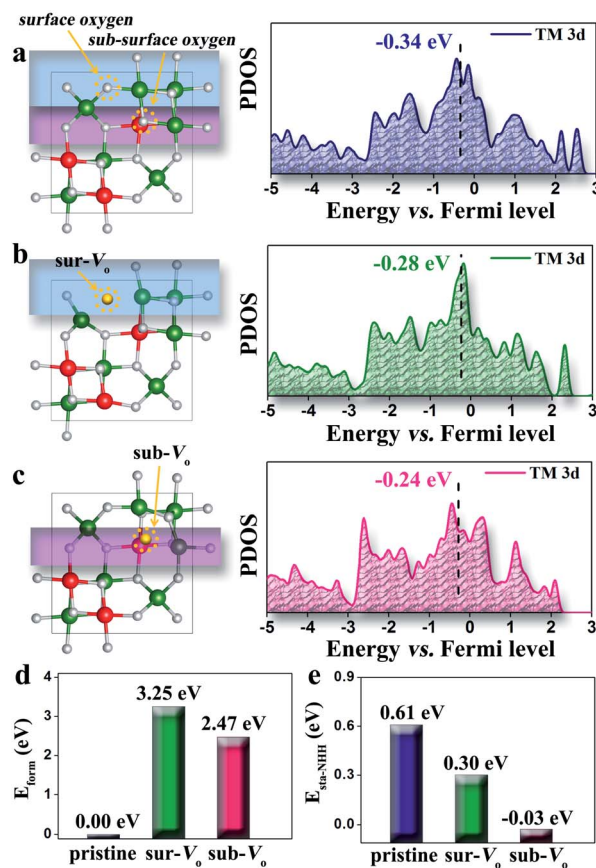 surface oxygen
sub-surface oxygen
a
-0.34 eV
TM 3d
PDOS
-5 -4 -3 -2 -1 0 1 2 3
Energy vs. Fermi level
b
sur-Vo
-0.28 eV
TM 3d
PDOS
-5 -4 -3 -2 -1 0 1 2 3
Energy vs. Fermi level
c
sub-Vo
-0.24 eV
TM 3d
PDOS
-5 -4 -3 -2 -1 0 1 2 3
Energy vs. Fermi level
d
E_form (eV)
4
3
2
1
0
0.00 eV
3.25 eV
2.47 eV
pristine sur-Vo sub-Vo
e
E_sta-NHH (eV)
0.9
0.6
0.3
0.0
0.61 eV
0.30 eV
-0.03 eV
pristine sur-Vo sub-Vo